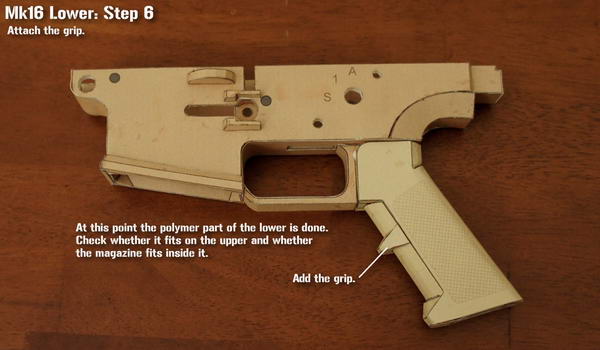 Mk16 Lower: Step 6
Attach the grip.
A
1
S
At this point the polymer part of the lower is done.
Check whether it fits on the upper and whether
the magazine fits inside it.
Add the grip.